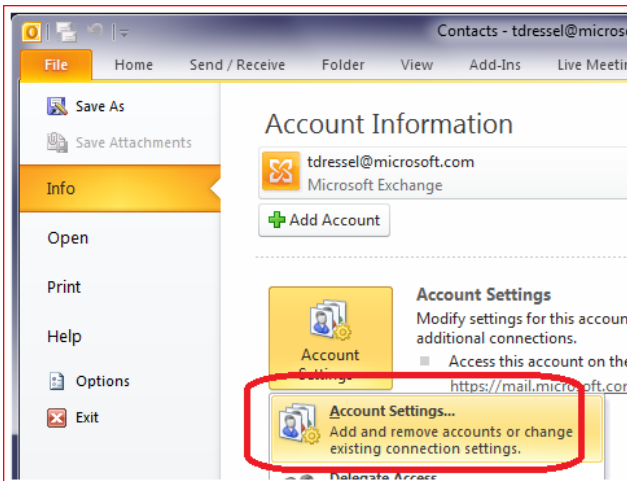 Contacts - tdressel@micros
File Home Send / Receive Folder View Add-Ins Live Meeti
Save As
Save Attachments
Info
Open
Print
Help
Options
Exit
Account Information
tdressel@microsoft.com
Microsoft Exchange
Add Account
Account
Settings
Account Settings
Modify settings for this accoun
additional connections.
Access this account on the
https://mail.microsoft.cor
Account Settings...
Add and remove accounts or change
existing connection settings.
Delegate Access